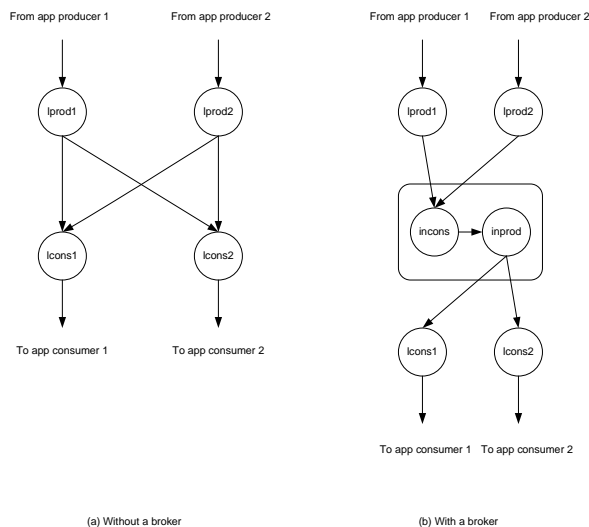 From app producer 1
From app producer 2
lprod1
lprod2
lcons1
lcons2
To app consumer 1
To app consumer 2
(a) Without a broker
From app producer 1
From app producer 2
lprod1
lprod2
incons
inprod
lcons1
lcons2
To app consumer 1
To app consumer 2
(b) With a broker